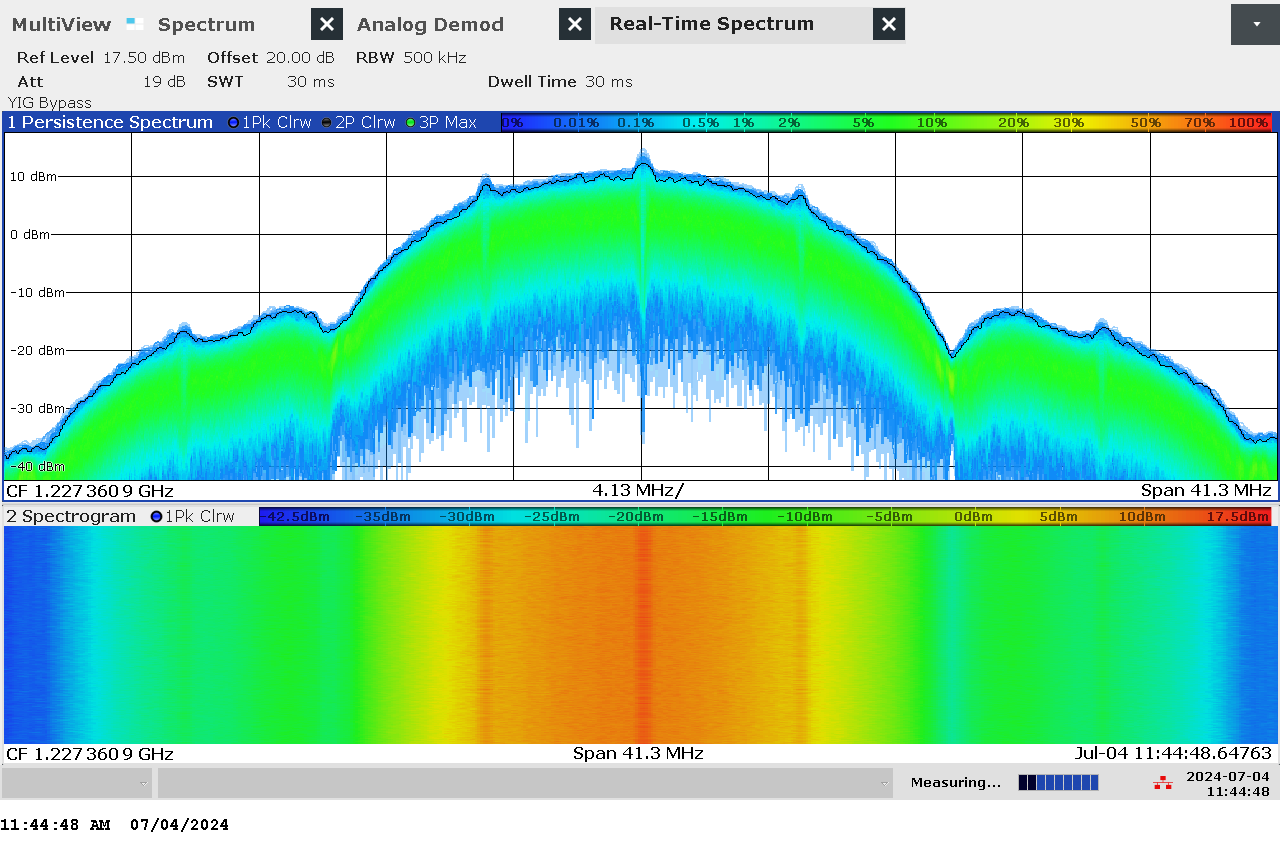 MultiView Spectrum Analog Demod Real-Time Spectrum
Ref Level 17.50 dBm Offset 20.00 dB RBW 500 kHz
Att 19 dB SWT 30 ms Dwell Time 30 ms
YIG Bypass
1 Persistence Spectrum 1Pk Clrw 2P Clrw 3P Max 0% 0.01% 0.1% 0.5% 1% 2% 5% 10% 20% 30% 50% 70% 100%
10 dBm
0 dBm
-10 dBm
-20 dBm
-30 dBm
-40 dBm
CF 1.2273609 GHz 4.13 MHz/ Span 41.3 MHz
2 Spectrogram 1Pk Clrw -42.5dBm -35dBm -30dBm -25dBm -20dBm -15dBm -10dBm -5dBm 0dBm 5dBm 10dBm 17.5dBm
CF 1.2273609 GHz Span 41.3 MHz Jul-04 11:44:48.64763
Measuring... 2024-07-04
11:44:48
11:44:48 AM 07/04/2024